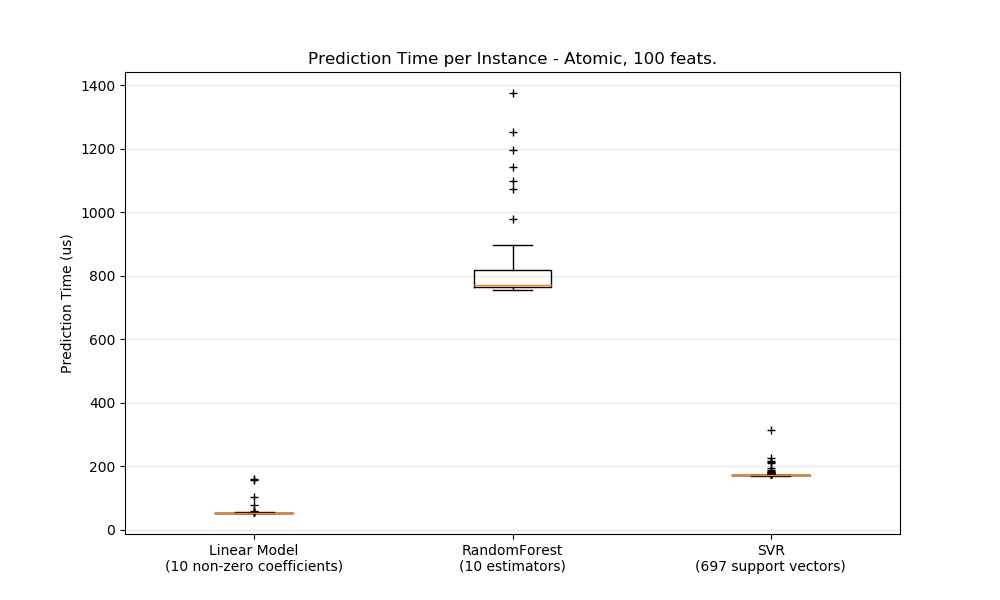 Prediction Time per Instance - Atomic, 100 feats.
Prediction Time (us)
1400
1200
1000
800
600
400
200
0
Linear Model
(10 non-zero coefficients)
RandomForest
(10 estimators)
SVR
(697 support vectors)